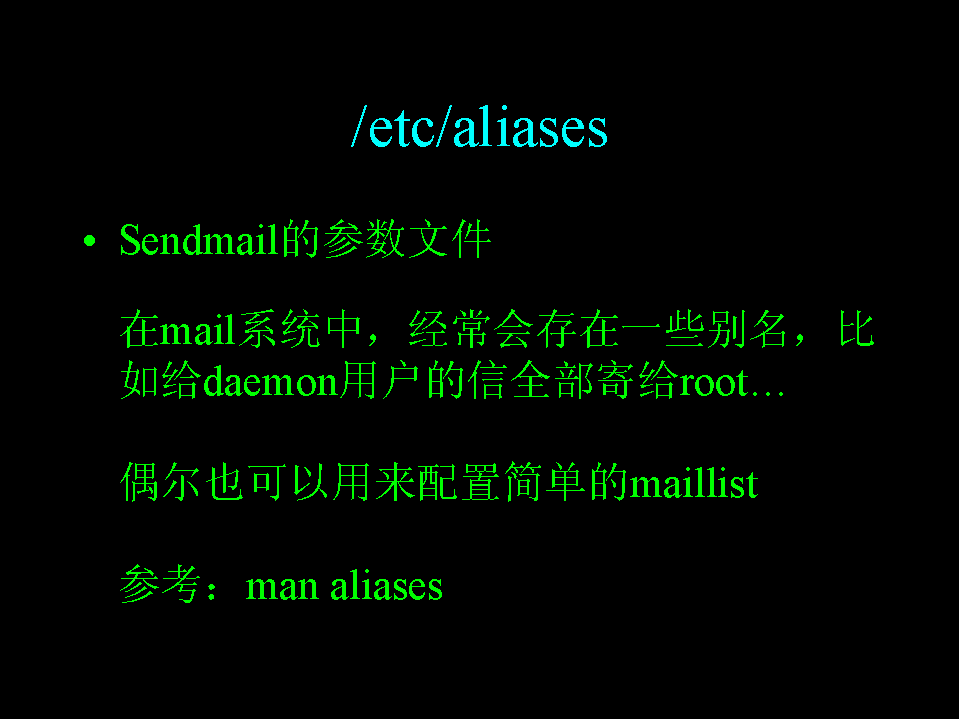 /etc/aliases
• Sendmail的参数文件
在mail系统中，经常会存在一些别名，比
如给daemon用户的信全部寄给root…
偶尔也可以用来配置简单的maillist
参考：man aliases